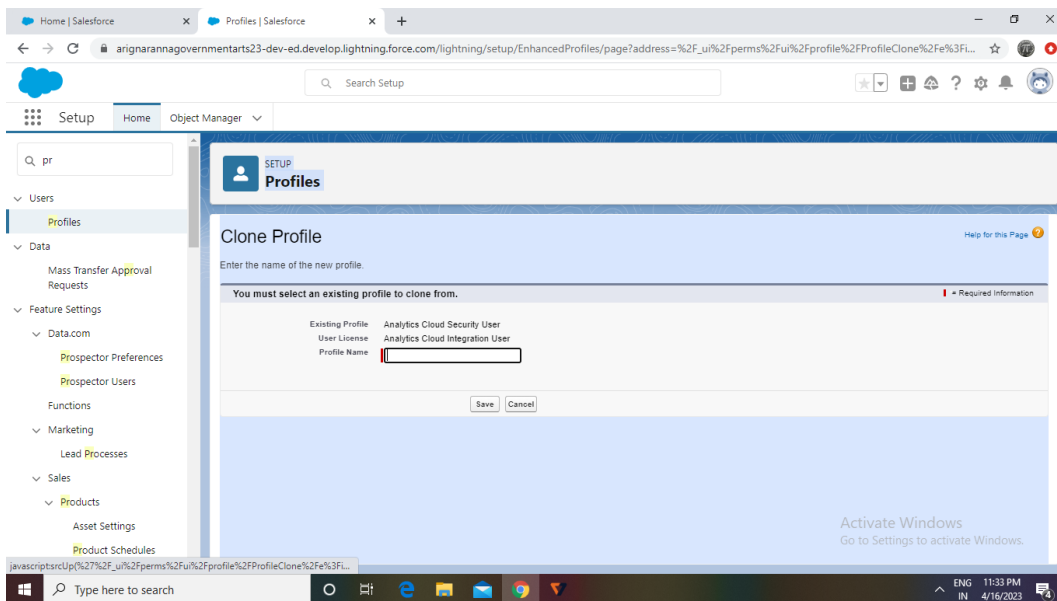 Home | Salesforce
Profiles | Salesforce
arignarannagovernmentarts23-dev-ed.develop.lightning.force.com/lightning/setup/EnhancedProfiles/page?address=%2F_ui%2Fperms%2Fui%2Fprofile%2FProfileClone%2Fe%3Fi...
Search Setup
Setup
Home
Object Manager
pr
Users
Profiles
Data
Mass Transfer Approval
Requests
Feature Settings
Data.com
Prospector Preferences
Prospector Users
Functions
Marketing
Lead Processes
Sales
Products
Asset Settings
Product Schedules
SETUP
Profiles
Clone Profile
Help for this Page
Enter the name of the new profile.
You must select an existing profile to clone from.
= Required Information
Existing Profile Analytics Cloud Security User
User License Analytics Cloud Integration User
Profile Name
Save Cancel
Activate Windows
Go to Settings to activate Windows.
javascript:srcUp(%27%2F_ui%2Fperms%2Fui%2Fprofile%2FProfileClone%2Fe%3Fi...
Type here to search
ENG 11:33 PM
IN 4/16/2023